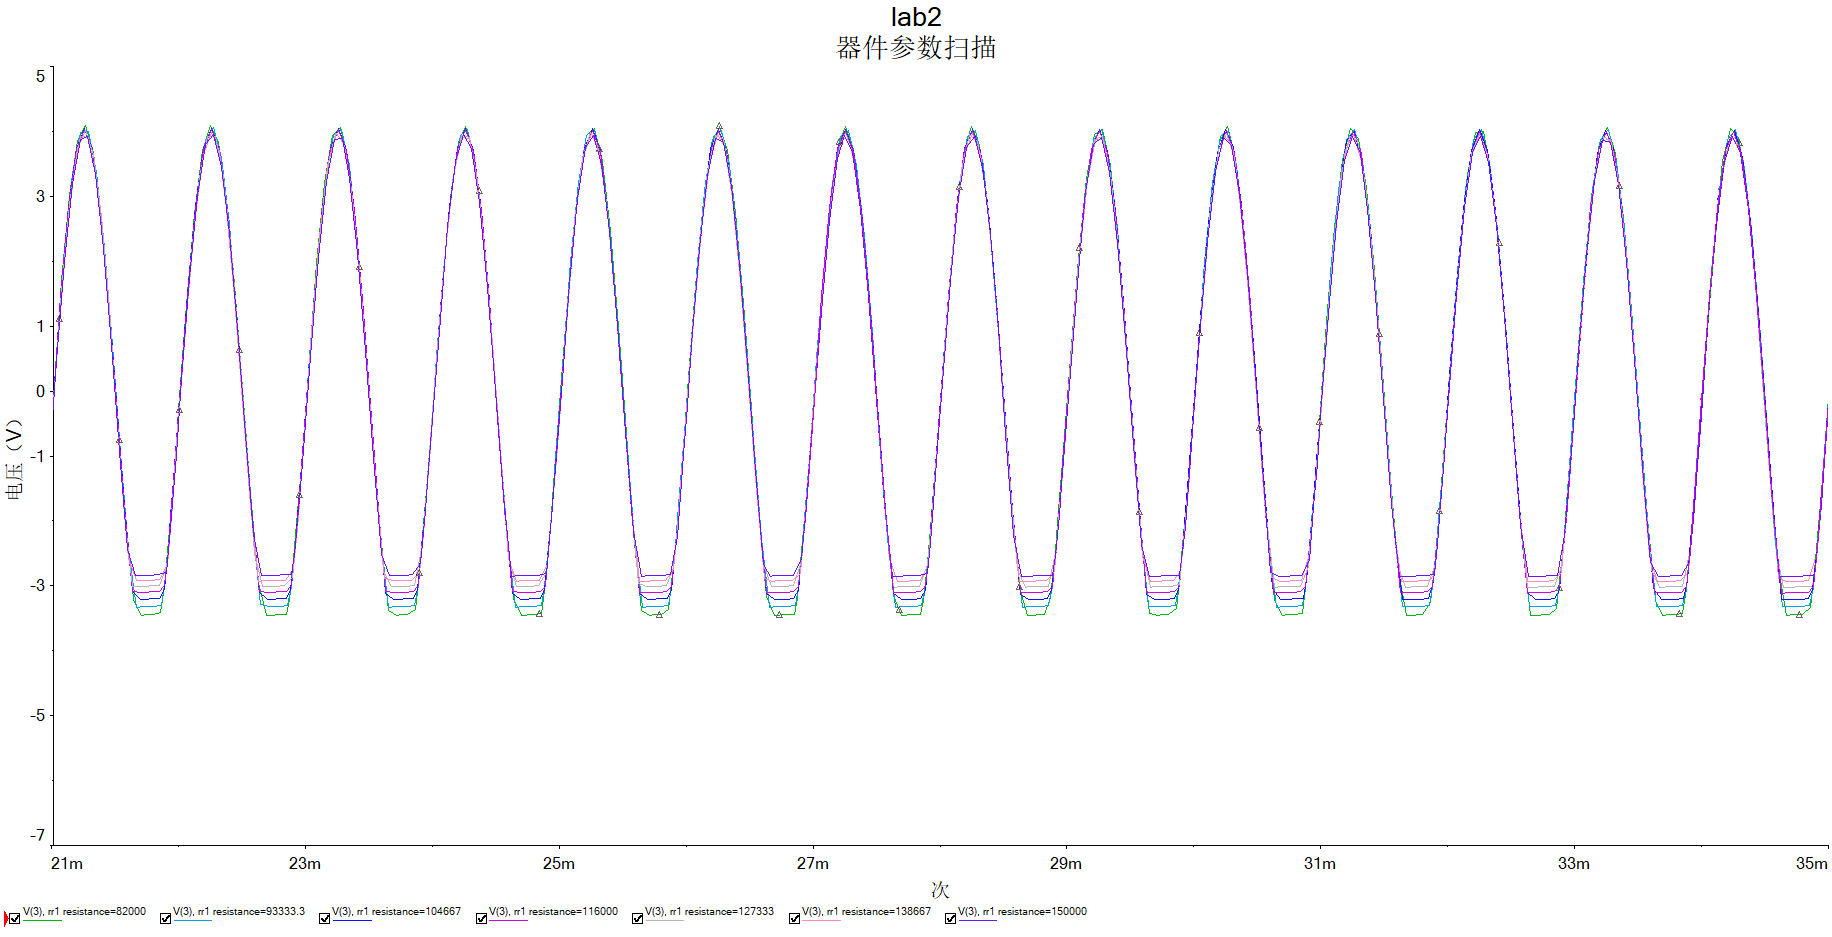 lab2
器件参数扫描
电压（V）
5
3
1
0
-1
-3
-5
-7
21m 23m 25m 27m 29m 31m 33m 35m
次
V(3), rr1 resistance=82000 V(3), rr1 resistance=93333.3 V(3), rr1 resistance=104667 V(3), rr1 resistance=116000 V(3), rr1 resistance=127333 V(3), rr1 resistance=138667 V(3), rr1 resistance=150000